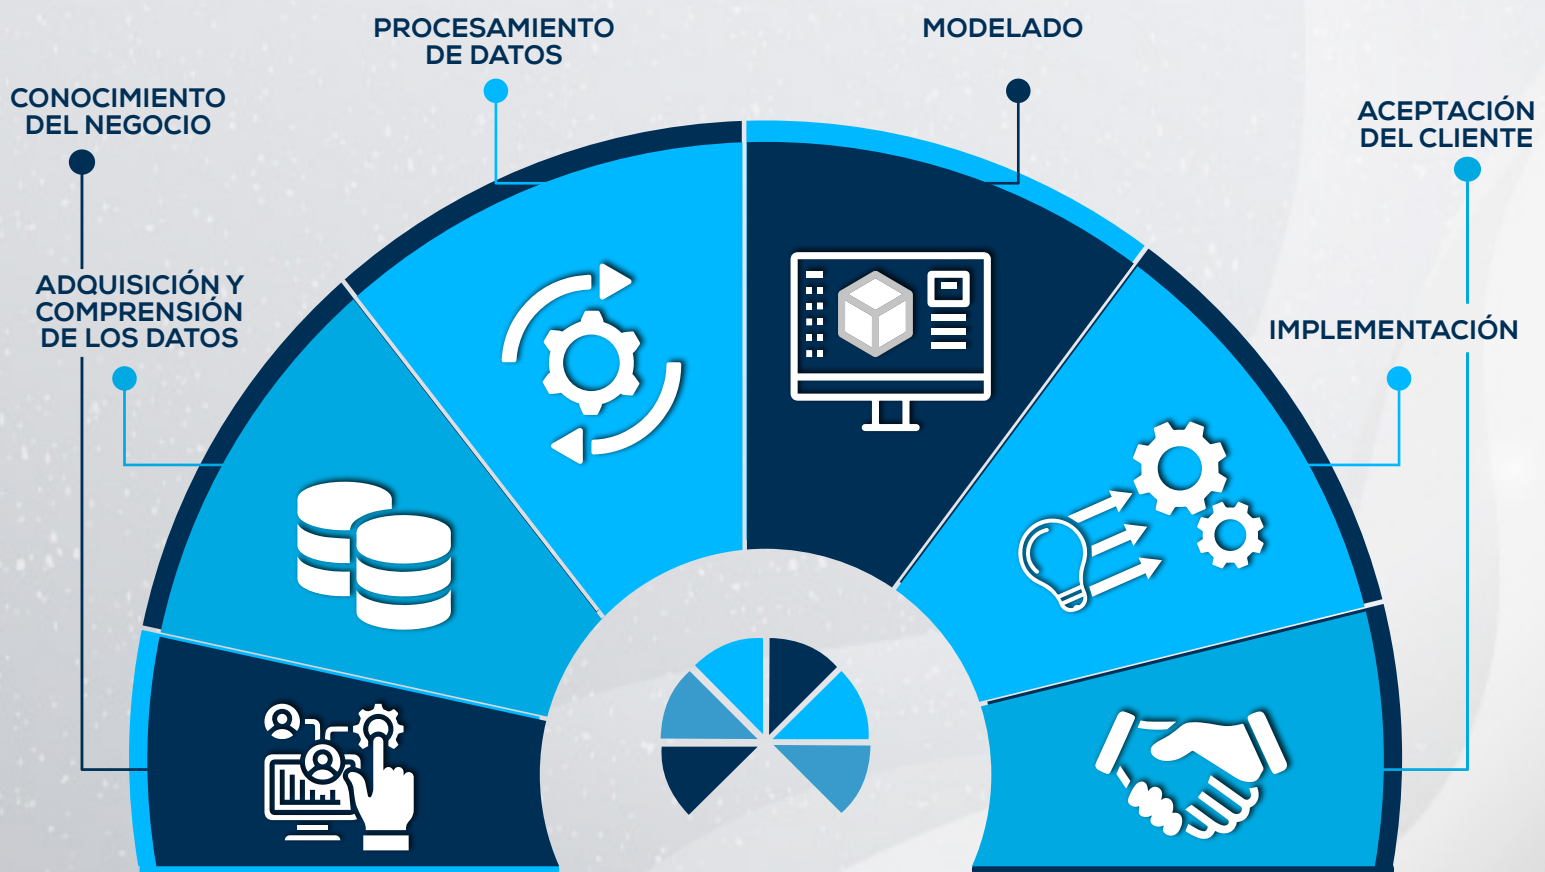 PROCESAMIENTO
DE DATOS
MODELADO
CONOCIMIENTO
DEL NEGOCIO
ACEPTACIÓN
DEL CLIENTE
ADQUISICIÓN Y
COMPRENSIÓN
DE LOS DATOS
IMPLEMENTACIÓN